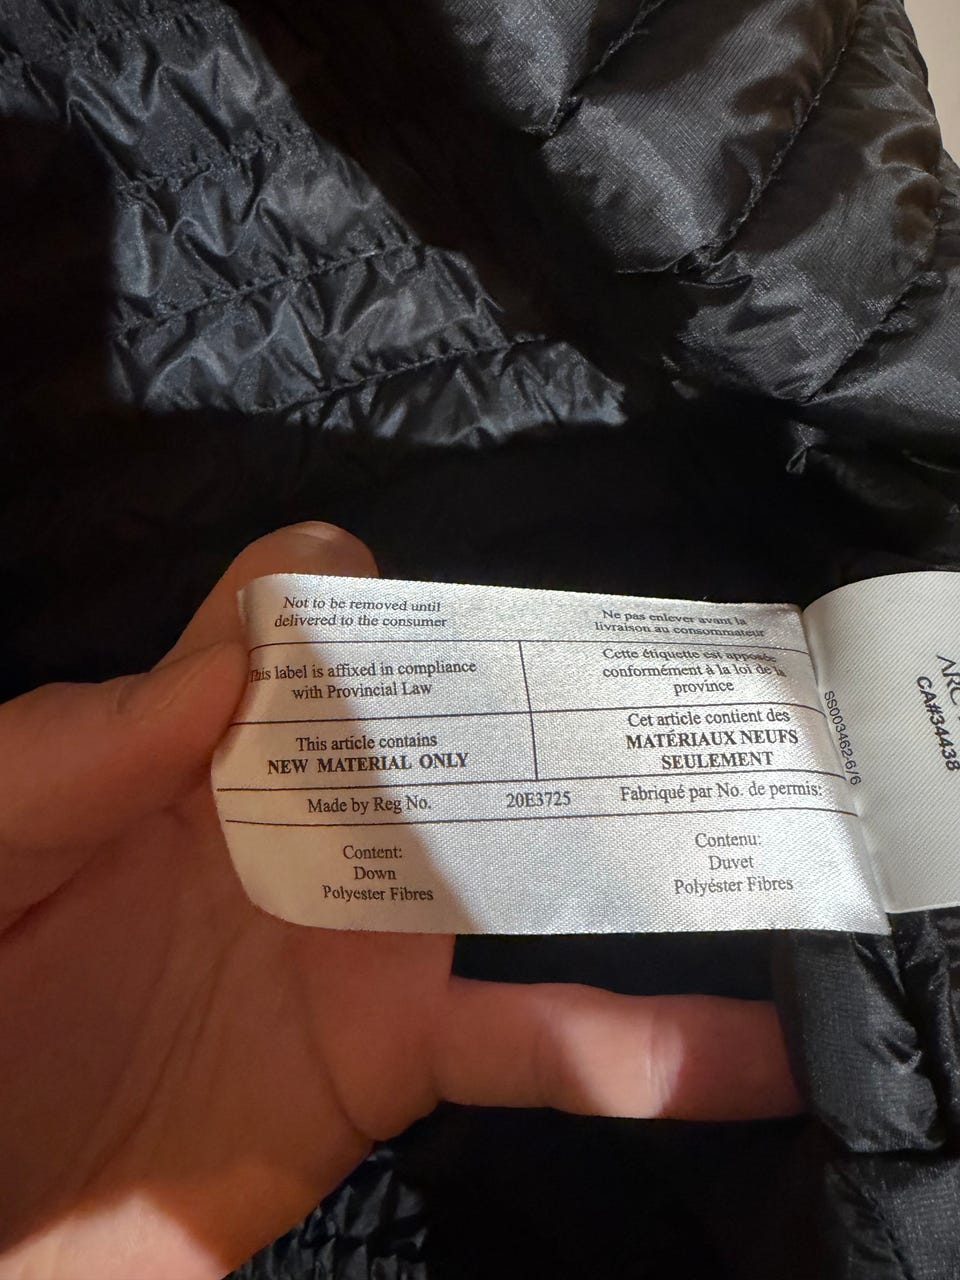 Not to be removed until
delivered to the consumer
Ne pas enlever avant la
livraison au consommateur
This label is affixed in compliance
with Provincial Law
Cette étiquette est apposée
conformément à la loi de la
province
This article contains
NEW MATERIAL ONLY
Cet article contient des
MATÉRIAUX NEUFS
SEULEMENT
Made by Reg No. 20E3725 Fabriqué par No. de permis:
Content:
Down
Polyester Fibres
Contenu:
Duvet
Polyéster Fibres
SS003462-6/6
CA#34438